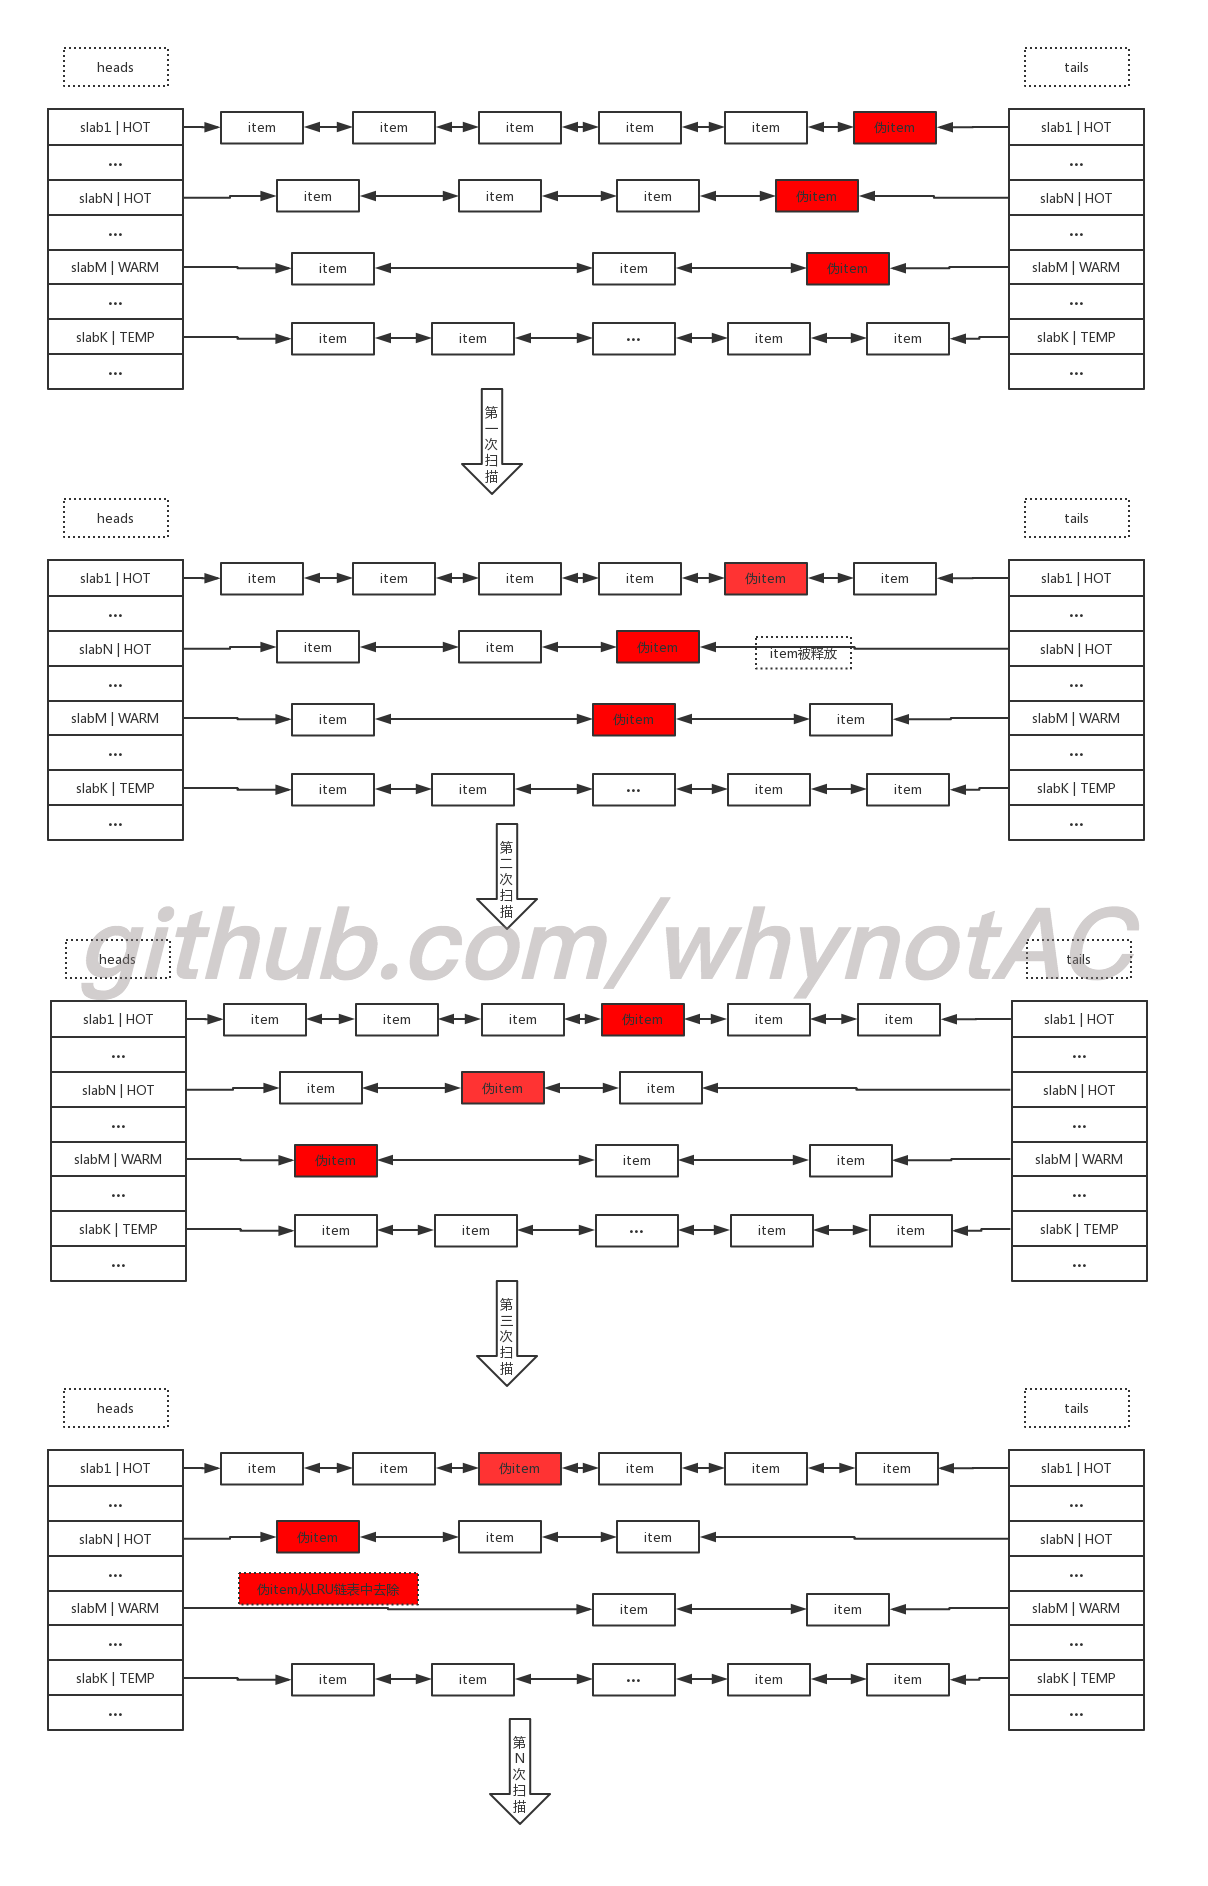 heads tails
slab1 | HOT item item item item item 伪item slab1 | HOT
... ...
slabN | HOT item item item 伪item slabN | HOT
... ...
slabM | WARM item item 伪item slabM | WARM
... ...
slabK | TEMP item item ... item item slabK | TEMP
... ...
第一次扫描
heads tails
slab1 | HOT item item item item 伪item item slab1 | HOT
... ...
slabN | HOT item item 伪item item被释放 slabN | HOT
... ...
slabM | WARM item 伪item item slabM | WARM
... ...
slabK | TEMP item item ... item item slabK | TEMP
... ...
第二次扫描
github.com/whynotAC
heads tails
slab1 | HOT item item item 伪item item item slab1 | HOT
... ...
slabN | HOT item 伪item item slabN | HOT
... ...
slabM | WARM 伪item item item slabM | WARM
... ...
slabK | TEMP item item ... item item slabK | TEMP
... ...
第三次扫描
heads tails
slab1 | HOT item item 伪item item item item slab1 | HOT
... ...
slabN | HOT 伪item item item slabN | HOT
... ...
伪item从LRU链表中去除
slabM | WARM item item slabM | WARM
... ...
slabK | TEMP item item ... item item slabK | TEMP
... ...
第N次扫描